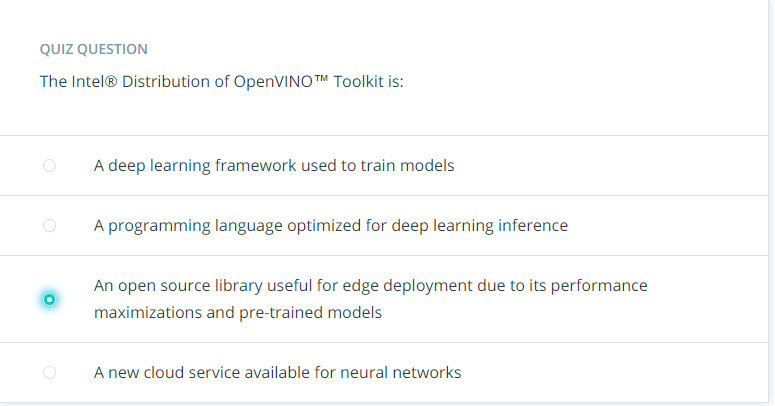 QUIZ QUESTION
The Intel® Distribution of OpenVINO™ Toolkit is:
A deep learning framework used to train models
A programming language optimized for deep learning inference
An open source library useful for edge deployment due to its performance
maximizations and pre-trained models
A new cloud service available for neural networks